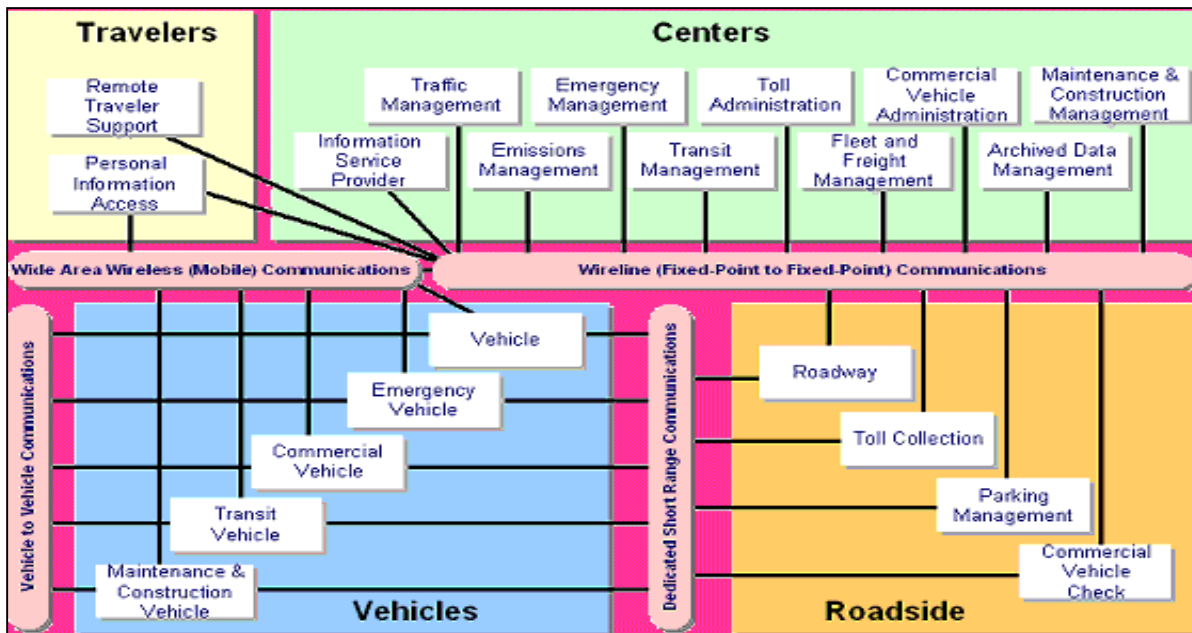 Travelers
Centers
Remote
Traveler
Support
Personal
Information
Access
Traffic
Management
Emergency
Management
Toll
Administration
Commercial
Vehicle
Administration
Maintenance &
Construction
Management
Information
Service
Provider
Emissions
Management
Transit
Management
Fleet and
Freight
Management
Archived Data
Management
Wide Area Wireless (Mobile) Communications
Wireline (Fixed-Point to Fixed-Point) Communications
Vehicle to Vehicle Communications
Vehicle
Emergency
Vehicle
Commercial
Vehicle
Transit
Vehicle
Maintenance &
Construction
Vehicle
Vehicles
Dedicated Short Range Communications
Roadway
Toll Collection
Parking
Management
Commercial
Vehicle
Check
Roadside